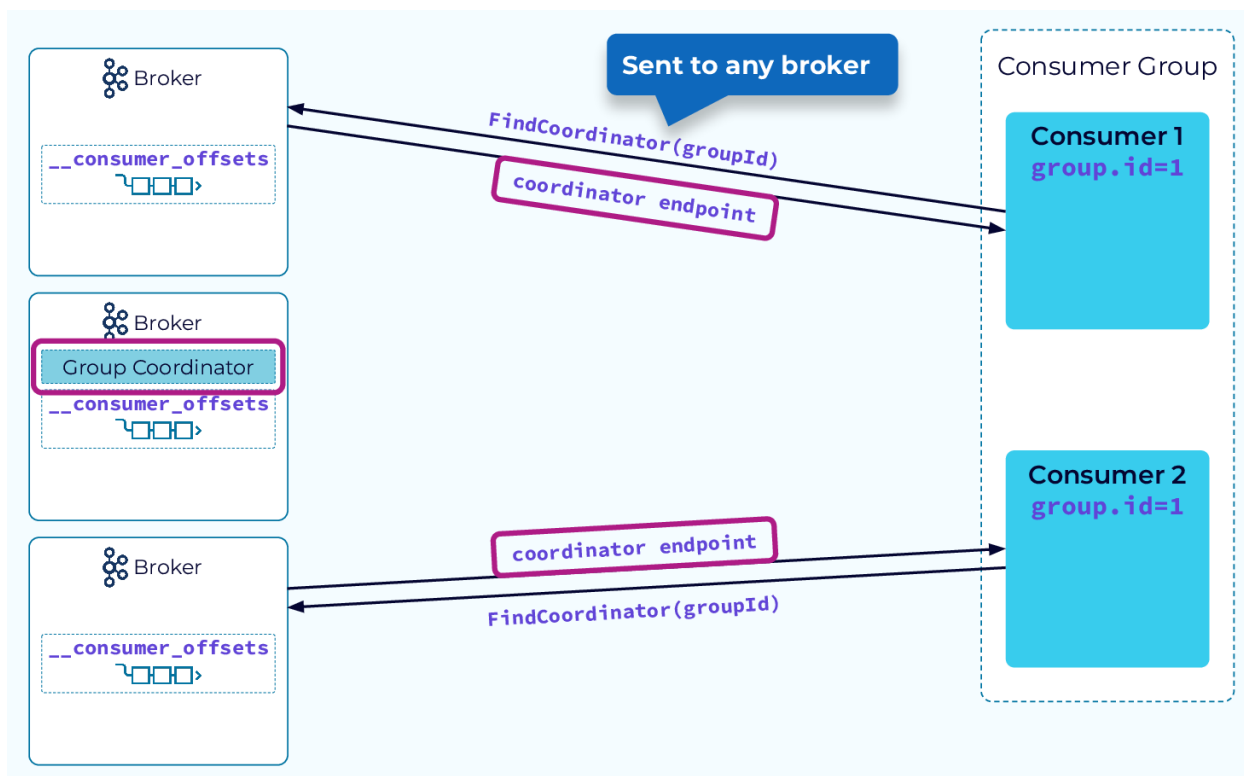 Sent to any broker
Broker
__consumer_offsets
FindCoordinator(groupId)
coordinator endpoint
Consumer Group
Consumer 1
group.id=1
Broker
Group Coordinator
__consumer_offsets
Consumer 2
group.id=1
Broker
__consumer_offsets
coordinator endpoint
FindCoordinator(groupId)